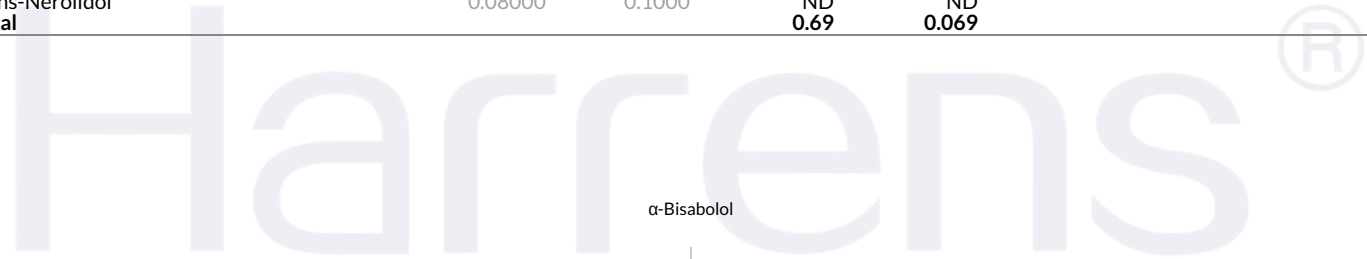 ns-Nerolidol 0.08000 0.1000 ND ND
al 0.69 0.069
Harrens®
α-Bisabolol